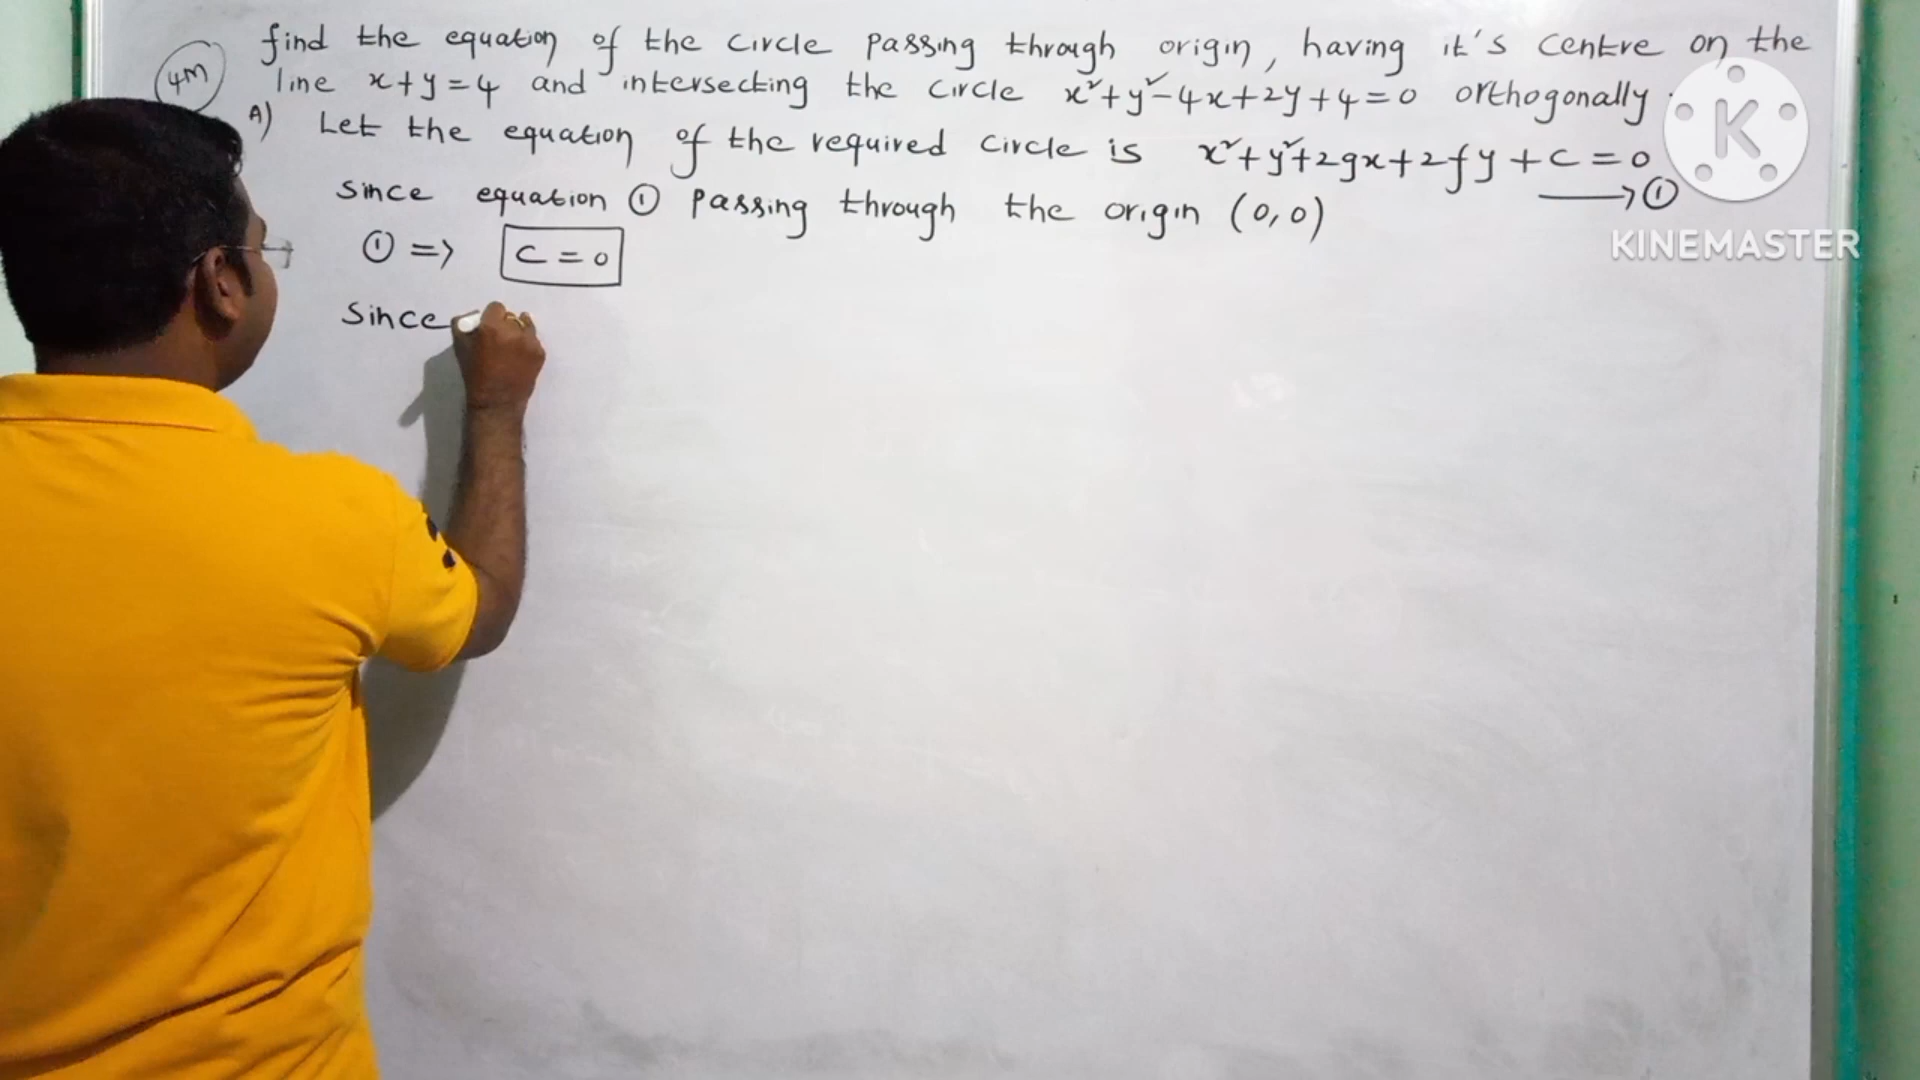 find the equation of the circle passing through origin, having it's centre on the
4M
line x+y=4 and intersecting the circle x²+y²-4x+2y+4=0 orthogonally.
A) Let the equation of the required circle is x²+y²+2gx+2fy+c=0
→①
since equation ① passing through the origin (0,0)
① => c=0
since
K
KINEMASTER